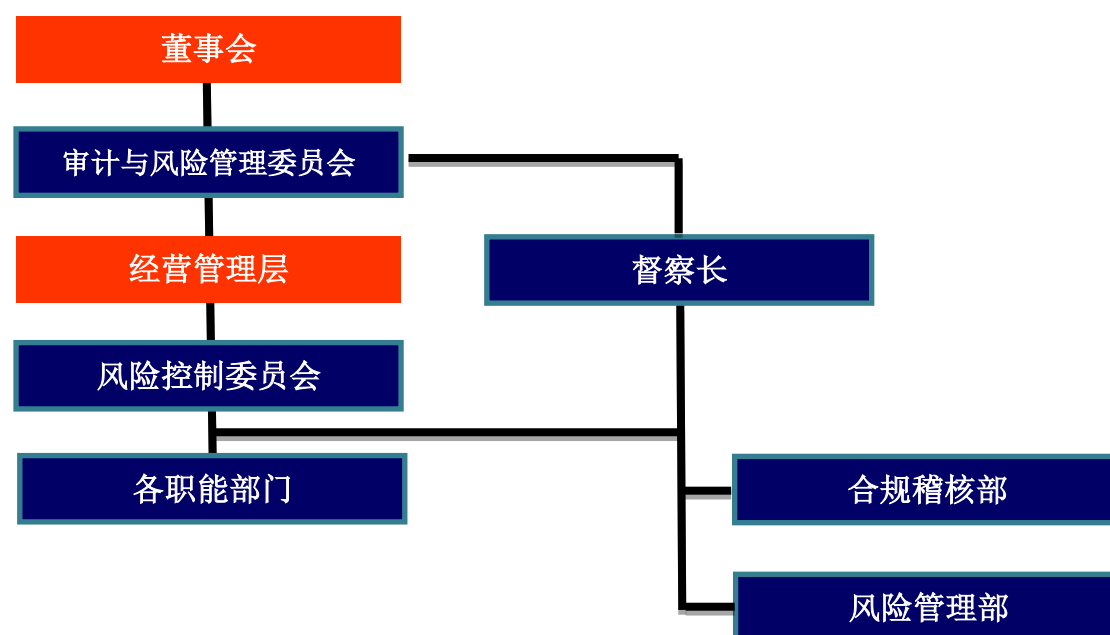 董事会
审计与风险管理委员会
经营管理层
督察长
风险控制委员会
各职能部门
合规稽核部
风险管理部